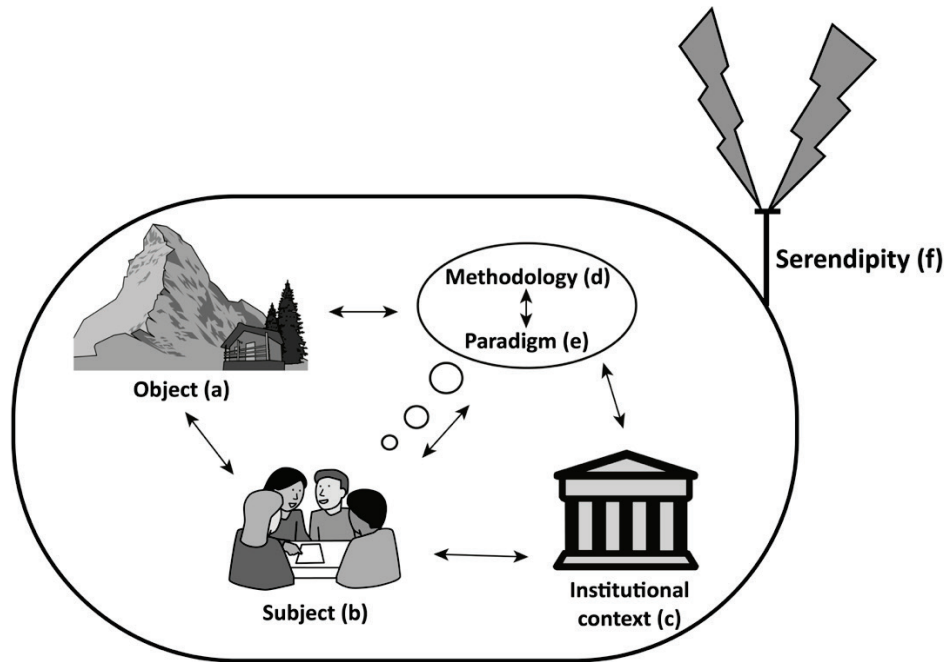 Serendipity (f)
Methodology (d)
Paradigm (e)
Object (a)
Subject (b)
Institutional
context (c)